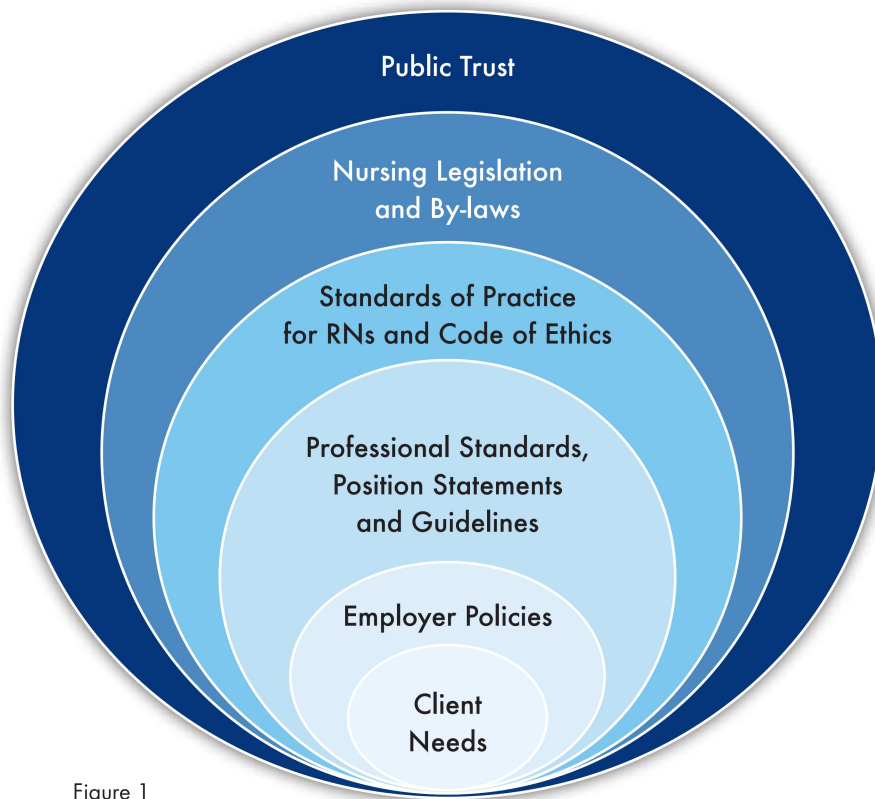 Public Trust
Nursing Legislation
and By-laws
Standards of Practice
for RNs and Code of Ethics
Professional Standards,
Position Statements
and Guidelines
Employer Policies
Client
Needs
Figure 1